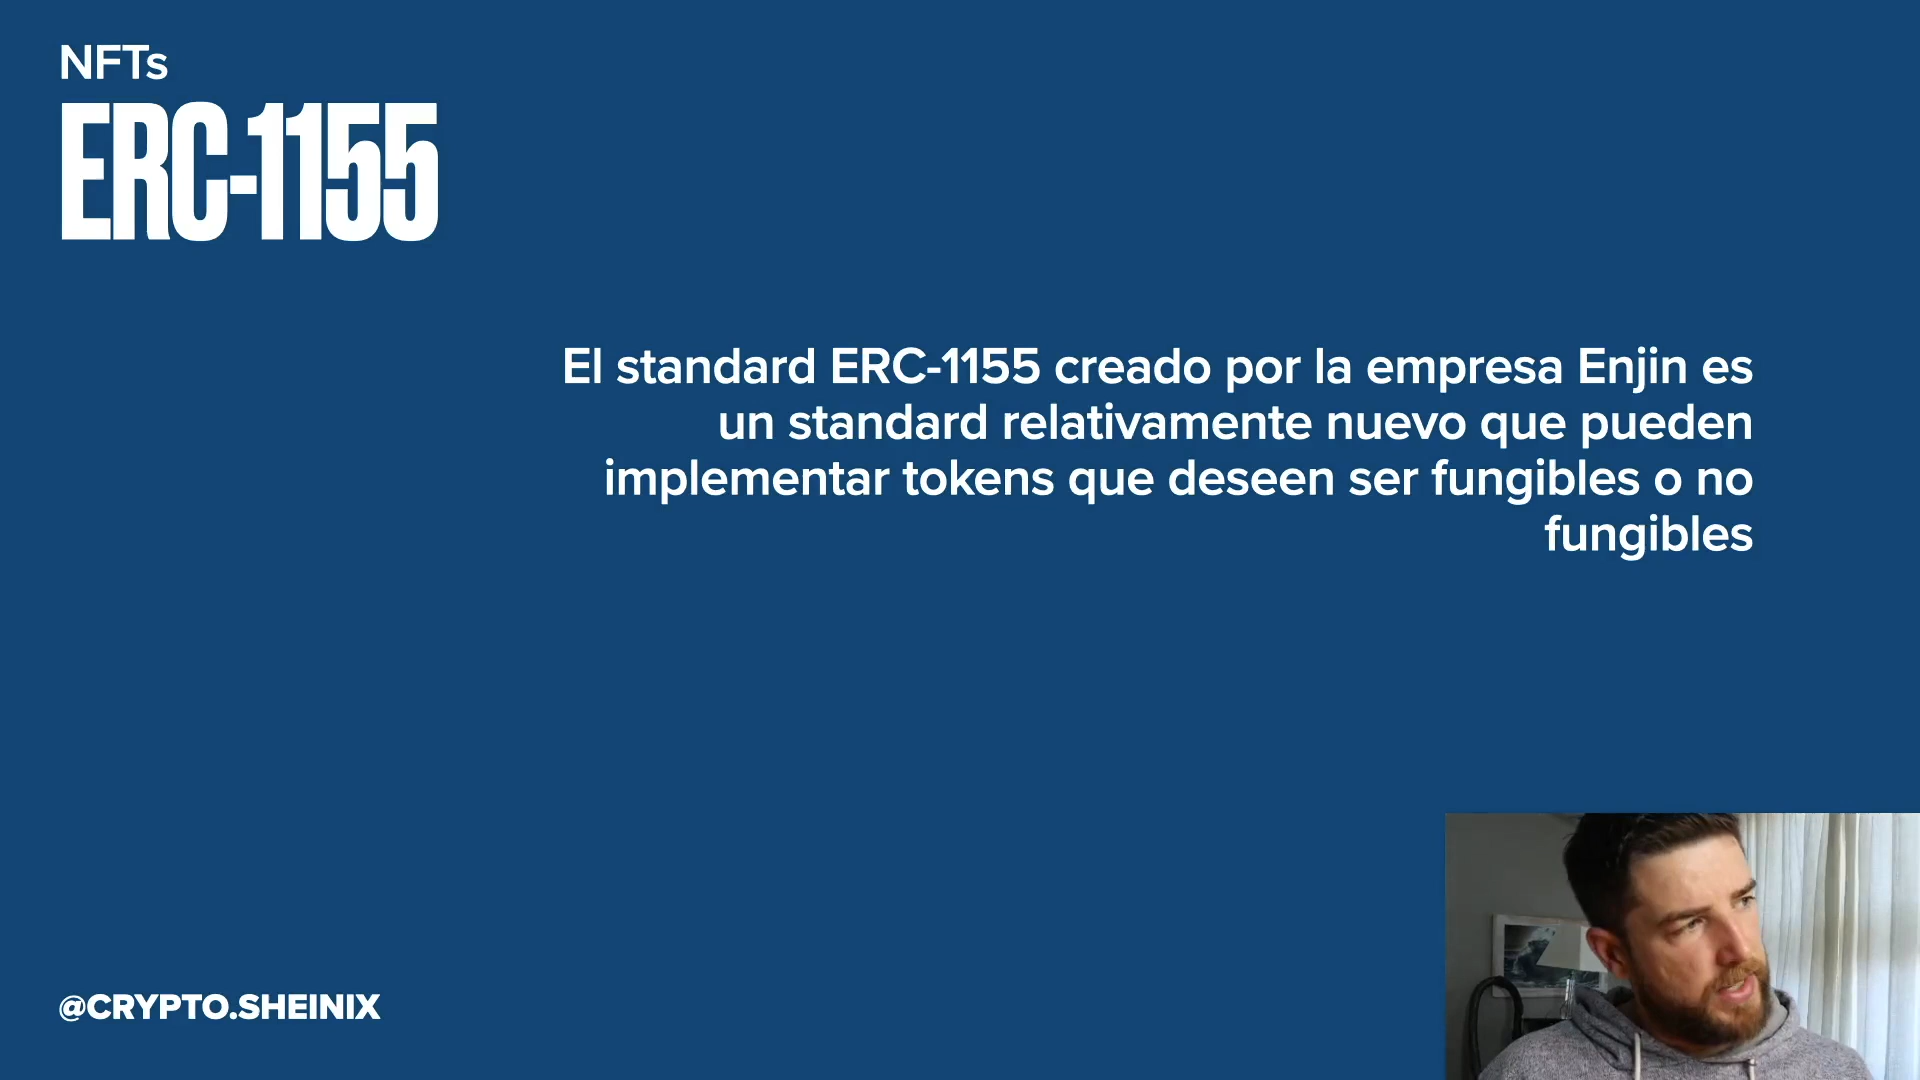 NFTs
ERC-1155
El standard ERC-1155 creado por la empresa Enjin es
un standard relativamente nuevo que pueden
implementar tokens que deseen ser fungibles o no
fungibles
@CRYPTO.SHEINIX